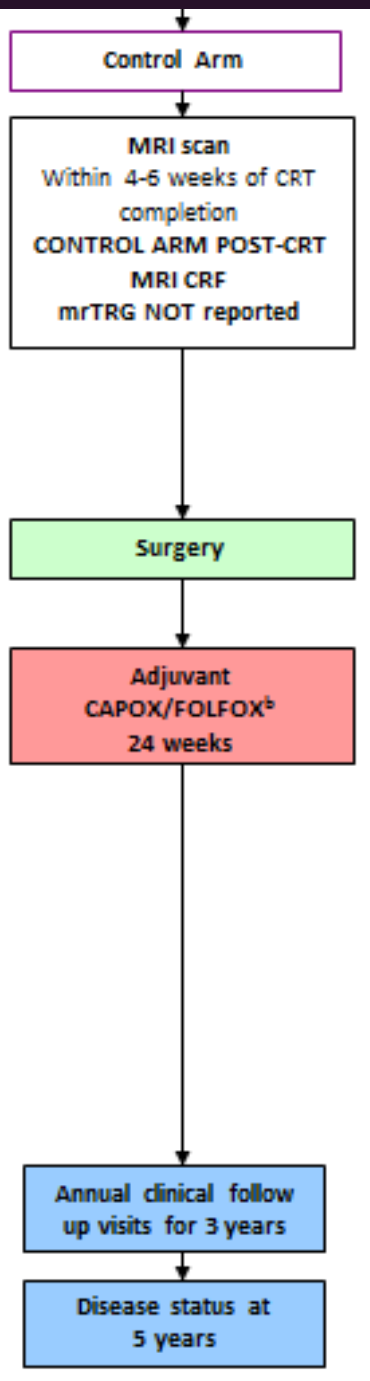 Control Arm
MRI scan
Within 4-6 weeks of CRT
completion
CONTROL ARM POST-CRT
MRI CRF
mrTRG NOT reported
Surgery
Adjuvant
CAPOX/FOLFOXᵇ
24 weeks
Annual clinical follow
up visits for 3 years
Disease status at
5 years